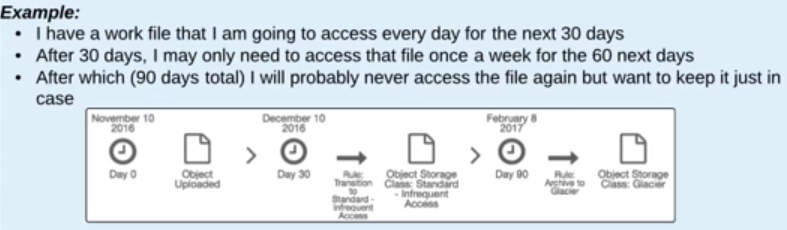 Example:
• I have a work file that I am going to access every day for the next 30 days
• After 30 days, I may only need to access that file once a week for the 60 next days
• After which (90 days total) I will probably never access the file again but want to keep it just in
case
November 10
2016
Day 0
Object
Uploaded
December 10
2016
Day 30
Rule:
Transition
to
Standard -
Infrequent
Access
Object Storage
Class: Standard
- Infrequent
Access
February 8
2017
Day 90
Rule:
Archive to
Glacier
Object Storage
Class: Glacier